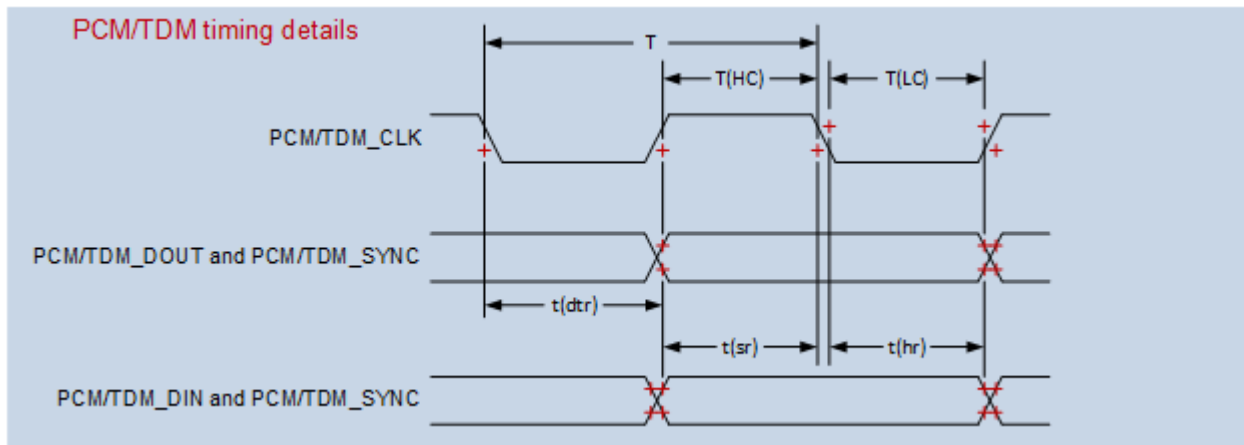 PCM/TDM timing details
T
T(HC)
T(LC)
PCM/TDM_CLK
PCM/TDM_DOUT and PCM/TDM_SYNC
t(dtr)
t(sr)
t(hr)
PCM/TDM_DIN and PCM/TDM_SYNC